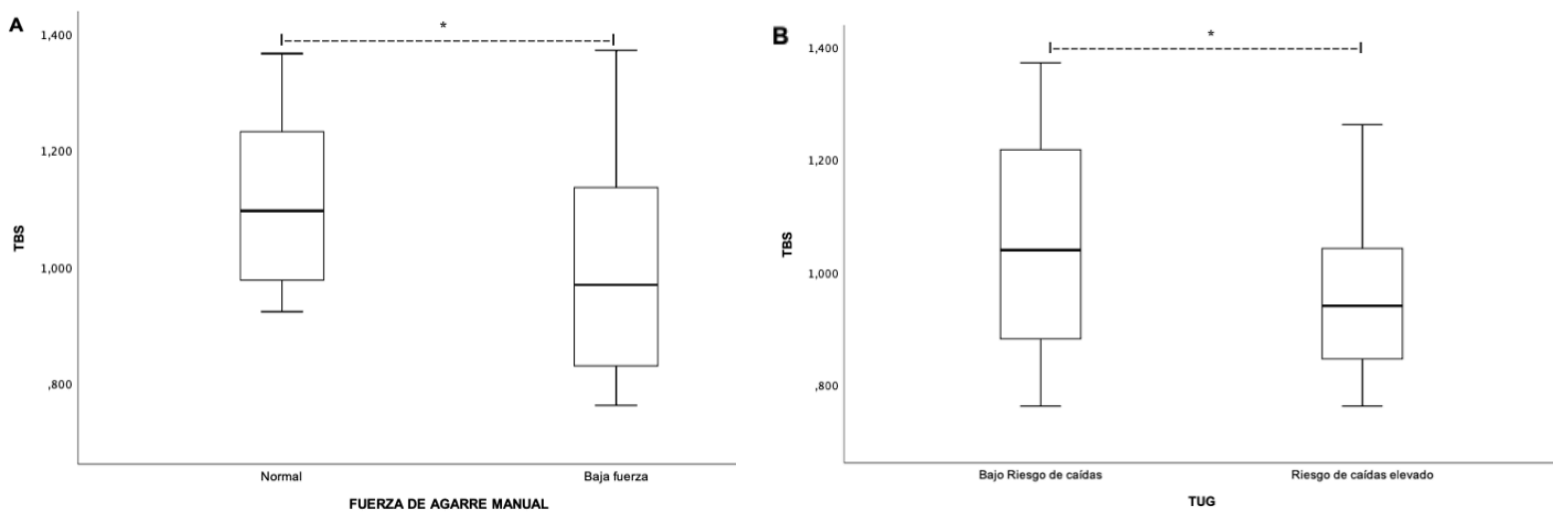 A
*
1,400
1,200
1,000
,800
TBS
Normal
Baja fuerza
FUERZA DE AGARRE MANUAL
B
*
1,400
1,200
1,000
,800
TBS
Bajo Riesgo de caídas
Riesgo de caídas elevado
TUG